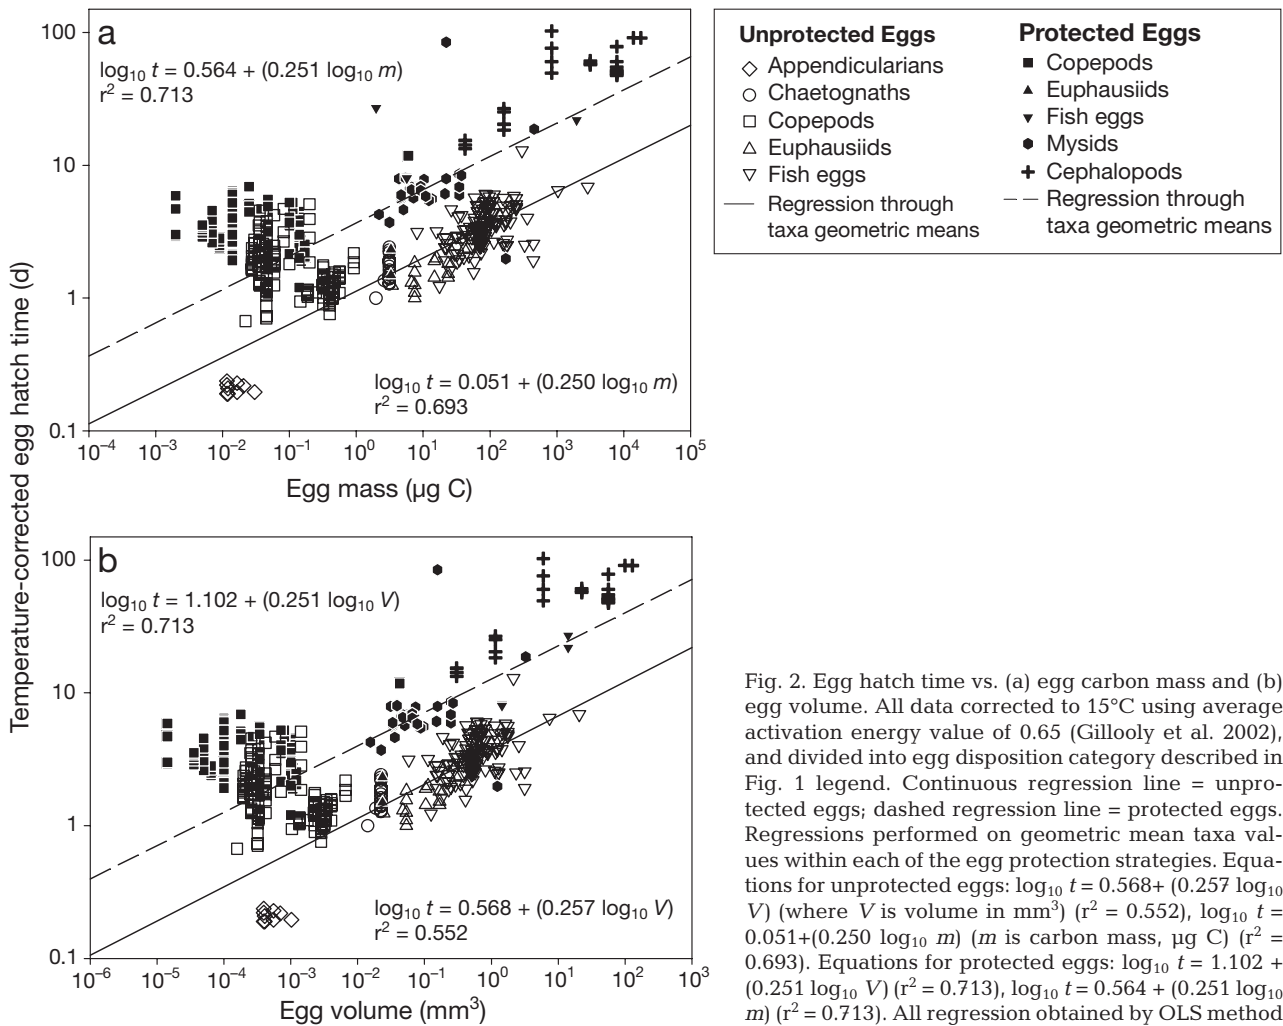 Temperature-corrected egg hatch time (d)
a
100
10
1
0.1
log₁₀ t = 0.564 + (0.251 log₁₀ m)
r² = 0.713
log₁₀ t = 0.051 + (0.250 log₁₀ m)
r² = 0.693
10⁻⁴ 10⁻³ 10⁻² 10⁻¹ 10⁰ 10¹ 10² 10³ 10⁴ 10⁵
Egg mass (µg C)
Unprotected Eggs
Appendicularians
Chaetognaths
Copepods
Euphausiids
Fish eggs
Regression through
taxa geometric means
Protected Eggs
Copepods
Euphausiids
Fish eggs
Mysids
Cephalopods
Regression through
taxa geometric means
b
100
10
1
0.1
log₁₀ t = 1.102 + (0.251 log₁₀ V)
r² = 0.713
log₁₀ t = 0.568 + (0.257 log₁₀ V)
r² = 0.552
10⁻⁶ 10⁻⁵ 10⁻⁴ 10⁻³ 10⁻² 10⁻¹ 10⁰ 10¹ 10² 10³
Egg volume (mm³)
Fig. 2. Egg hatch time vs. (a) egg carbon mass and (b)
egg volume. All data corrected to 15°C using average
activation energy value of 0.65 (Gillooly et al. 2002),
and divided into egg disposition category described in
Fig. 1 legend. Continuous regression line = unpro-
tected eggs; dashed regression line = protected eggs.
Regressions performed on geometric mean taxa val-
ues within each of the egg protection strategies. Equa-
tions for unprotected eggs: log₁₀ t = 0.568+ (0.257 log₁₀
V) (where V is volume in mm³) (r² = 0.552), log₁₀ t =
0.051+(0.250 log₁₀ m) (m is carbon mass, µg C) (r² =
0.693). Equations for protected eggs: log₁₀ t = 1.102 +
(0.251 log₁₀ V) (r² = 0.713), log₁₀ t = 0.564 + (0.251 log₁₀
m) (r² = 0.713). All regression obtained by OLS method